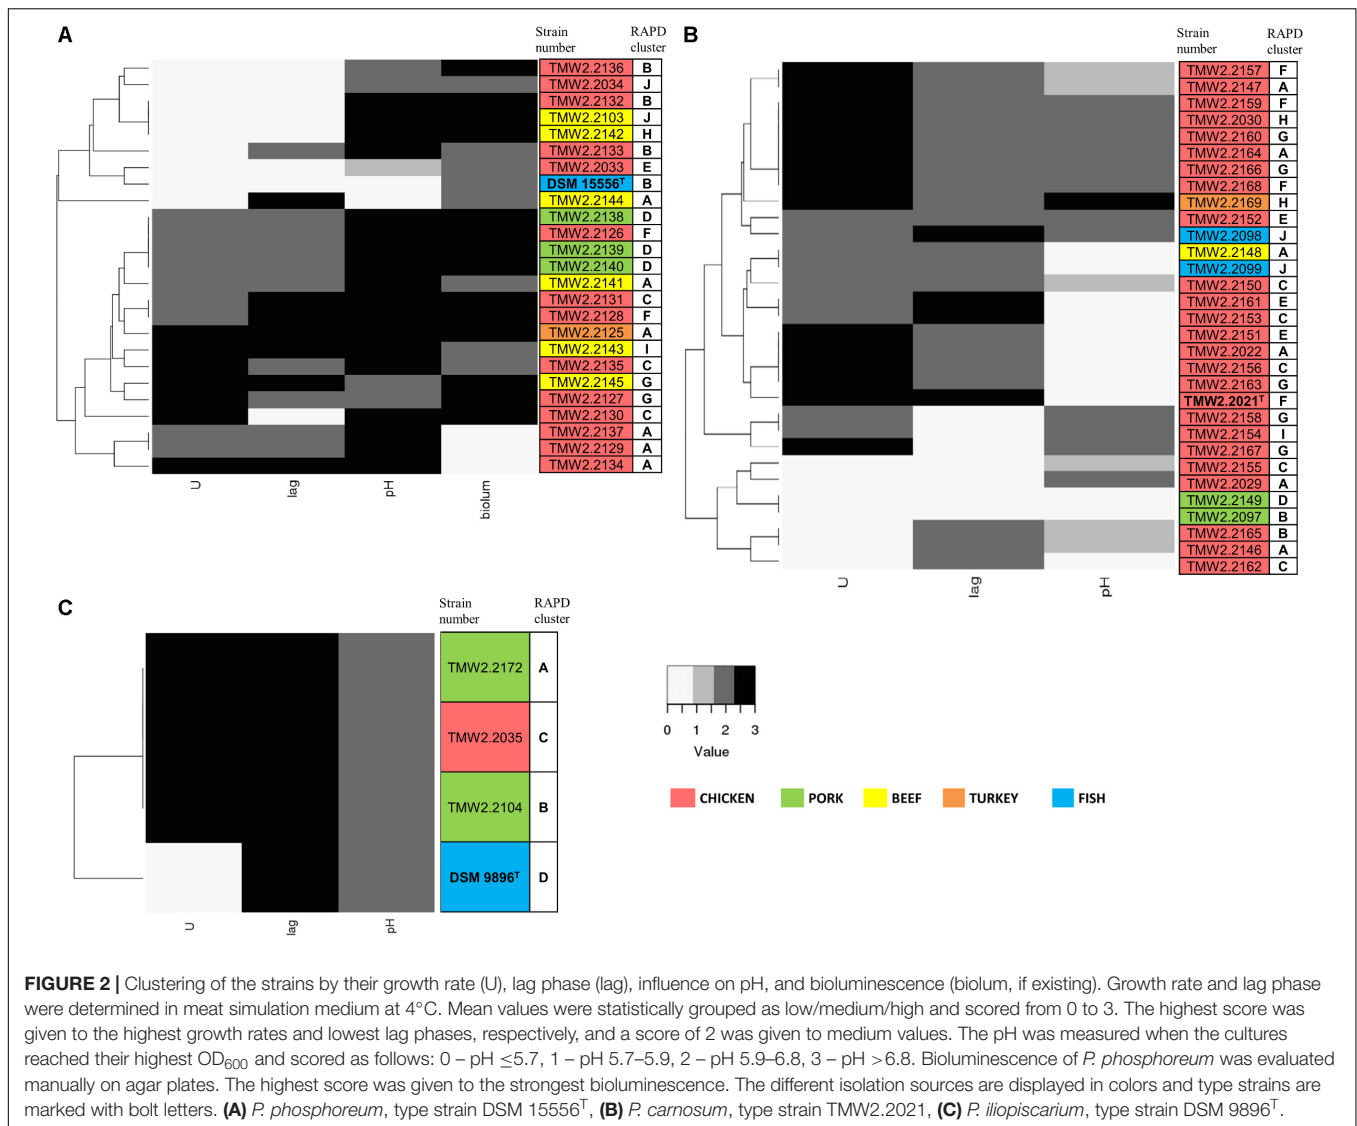 A
Strain number
RAPD cluster
TMW2.2136 B
TMW2.2034 J
TMW2.2132 B
TMW2.2103 J
TMW2.2142 H
TMW2.2133 B
TMW2.2033 E
DSM 15556ᵀ B
TMW2.2144 A
TMW2.2138 D
TMW2.2126 F
TMW2.2139 D
TMW2.2140 D
TMW2.2141 A
TMW2.2131 C
TMW2.2128 F
TMW2.2125 A
TMW2.2143 I
TMW2.2135 C
TMW2.2145 G
TMW2.2127 G
TMW2.2130 C
TMW2.2137 A
TMW2.2129 A
TMW2.2134 A
U lag pH biolum
B
Strain number
RAPD cluster
TMW2.2157 F
TMW2.2147 A
TMW2.2159 F
TMW2.2030 H
TMW2.2160 G
TMW2.2164 A
TMW2.2166 G
TMW2.2168 F
TMW2.2169 H
TMW2.2152 E
TMW2.2098 J
TMW2.2148 A
TMW2.2099 J
TMW2.2150 C
TMW2.2161 E
TMW2.2153 C
TMW2.2151 E
TMW2.2022 A
TMW2.2156 C
TMW2.2163 G
TMW2.2021ᵀ F
TMW2.2158 G
TMW2.2154 I
TMW2.2167 G
TMW2.2155 C
TMW2.2029 A
TMW2.2149 D
TMW2.2097 B
TMW2.2165 B
TMW2.2146 A
TMW2.2162 C
U lag pH
C
Strain number
RAPD cluster
TMW2.2172 A
TMW2.2035 C
TMW2.2104 B
DSM 9896ᵀ D
U lag pH
0 1 2 3
Value
CHICKEN PORK BEEF TURKEY FISH
FIGURE 2 | Clustering of the strains by their growth rate (U), lag phase (lag), influence on pH, and bioluminescence (biolum, if existing). Growth rate and lag phase
were determined in meat simulation medium at 4°C. Mean values were statistically grouped as low/medium/high and scored from 0 to 3. The highest score was
given to the highest growth rates and lowest lag phases, respectively, and a score of 2 was given to medium values. The pH was measured when the cultures
reached their highest OD₆₀₀ and scored as follows: 0 – pH ≤5.7, 1 – pH 5.7–5.9, 2 – pH 5.9–6.8, 3 – pH >6.8. Bioluminescence of P. phosphoreum was evaluated
manually on agar plates. The highest score was given to the strongest bioluminescence. The different isolation sources are displayed in colors and type strains are
marked with bolt letters. (A) P. phosphoreum, type strain DSM 15556ᵀ, (B) P. carnosum, type strain TMW2.2021, (C) P. iliopiscarium, type strain DSM 9896ᵀ.